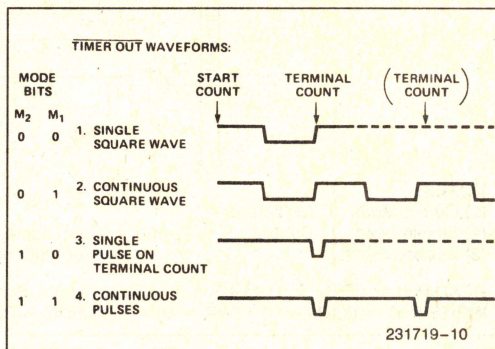 TIMER OUT WAVEFORMS:
MODE BITS
START COUNT
TERMINAL COUNT
(TERMINAL COUNT)
M2 M1
0 0 1. SINGLE SQUARE WAVE
0 1 2. CONTINUOUS SQUARE WAVE
1 0 3. SINGLE PULSE ON TERMINAL COUNT
1 1 4. CONTINUOUS PULSES
231719-10